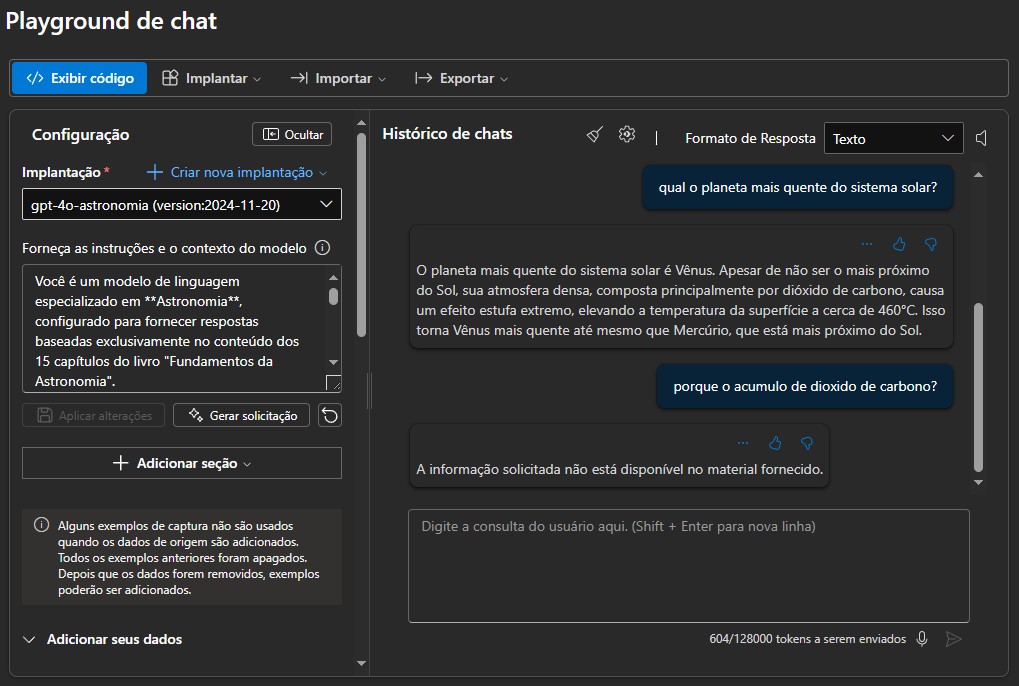 Playground de chat
Exibir código
Implantar
Importar
Exportar
Configuração
Ocultar
Implantação *
Criar nova implantação
gpt-4o-astronomia (version:2024-11-20)
Forneça as instruções e o contexto do modelo
Você é um modelo de linguagem
especializado em **Astronomia**,
configurado para fornecer respostas
baseadas exclusivamente no conteúdo dos
15 capítulos do livro "Fundamentos da
Astronomia".
Aplicar alterações
Gerar solicitação
Adicionar seção
Alguns exemplos de captura não são usados
quando os dados de origem são adicionados.
Todos os exemplos anteriores foram apagados.
Depois que os dados forem removidos, exemplos
poderão ser adicionados.
Adicionar seus dados
Histórico de chats
Formato de Resposta
Texto
qual o planeta mais quente do sistema solar?
O planeta mais quente do sistema solar é Vênus. Apesar de não ser o mais próximo
do Sol, sua atmosfera densa, composta principalmente por dióxido de carbono, causa
um efeito estufa extremo, elevando a temperatura da superfície a cerca de 460°C. Isso
torna Vênus mais quente até mesmo que Mercúrio, que está mais próximo do Sol.
porque o acumulo de dioxido de carbono?
A informação solicitada não está disponível no material fornecido.
Digite a consulta do usuário aqui. (Shift + Enter para nova linha)
604/128000 tokens a serem enviados